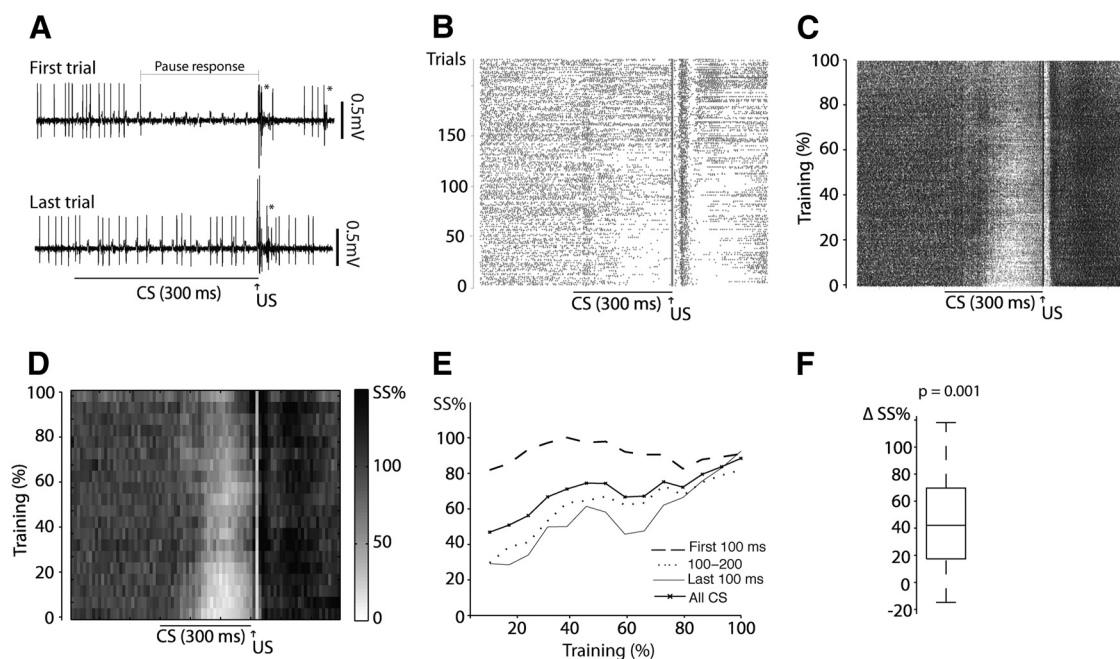 A
First trial
Pause response
*
*
0.5mV
Last trial
*
0.5mV
CS (300 ms)
US
B
Trials
150
100
50
0
CS (300 ms)
US
C
100
80
60
40
20
0
Training (%)
CS (300 ms)
US
D
100
80
60
40
20
0
Training (%)
SS%
100
50
0
CS (300 ms)
US
E
SS%
100
80
60
40
20
0
First 100 ms
100–200
Last 100 ms
All CS
20 40 60 80 100
Training (%)
F
p = 0.001
Δ SS%
100
80
60
40
20
0
-20